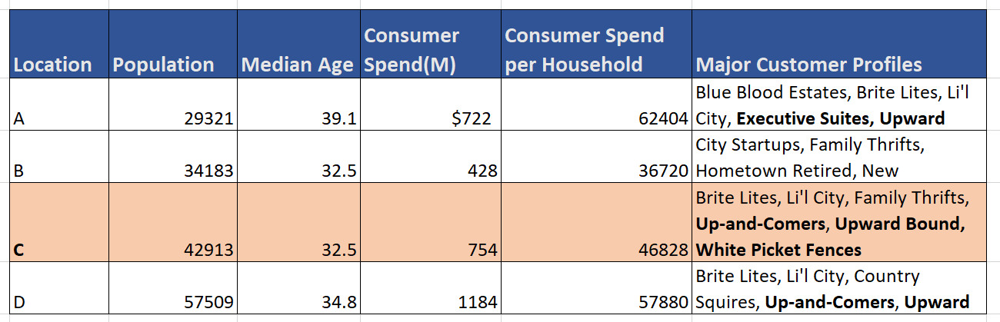 Consumer Consumer Spend
Location Population Median Age Spend(M) per Household Major Customer Profiles
Blue Blood Estates, Brite Lites, Li'l
A 29321 39.1 $722 62404 City, Executive Suites, Upward
City Startups, Family Thrifts,
B 34183 32.5 428 36720 Hometown Retired, New
Brite Lites, Li'l City, Family Thrifts,
Up-and-Comers, Upward Bound,
C 42913 32.5 754 46828 White Picket Fences
Brite Lites, Li'l City, Country
D 57509 34.8 1184 57880 Squires, Up-and-Comers, Upward